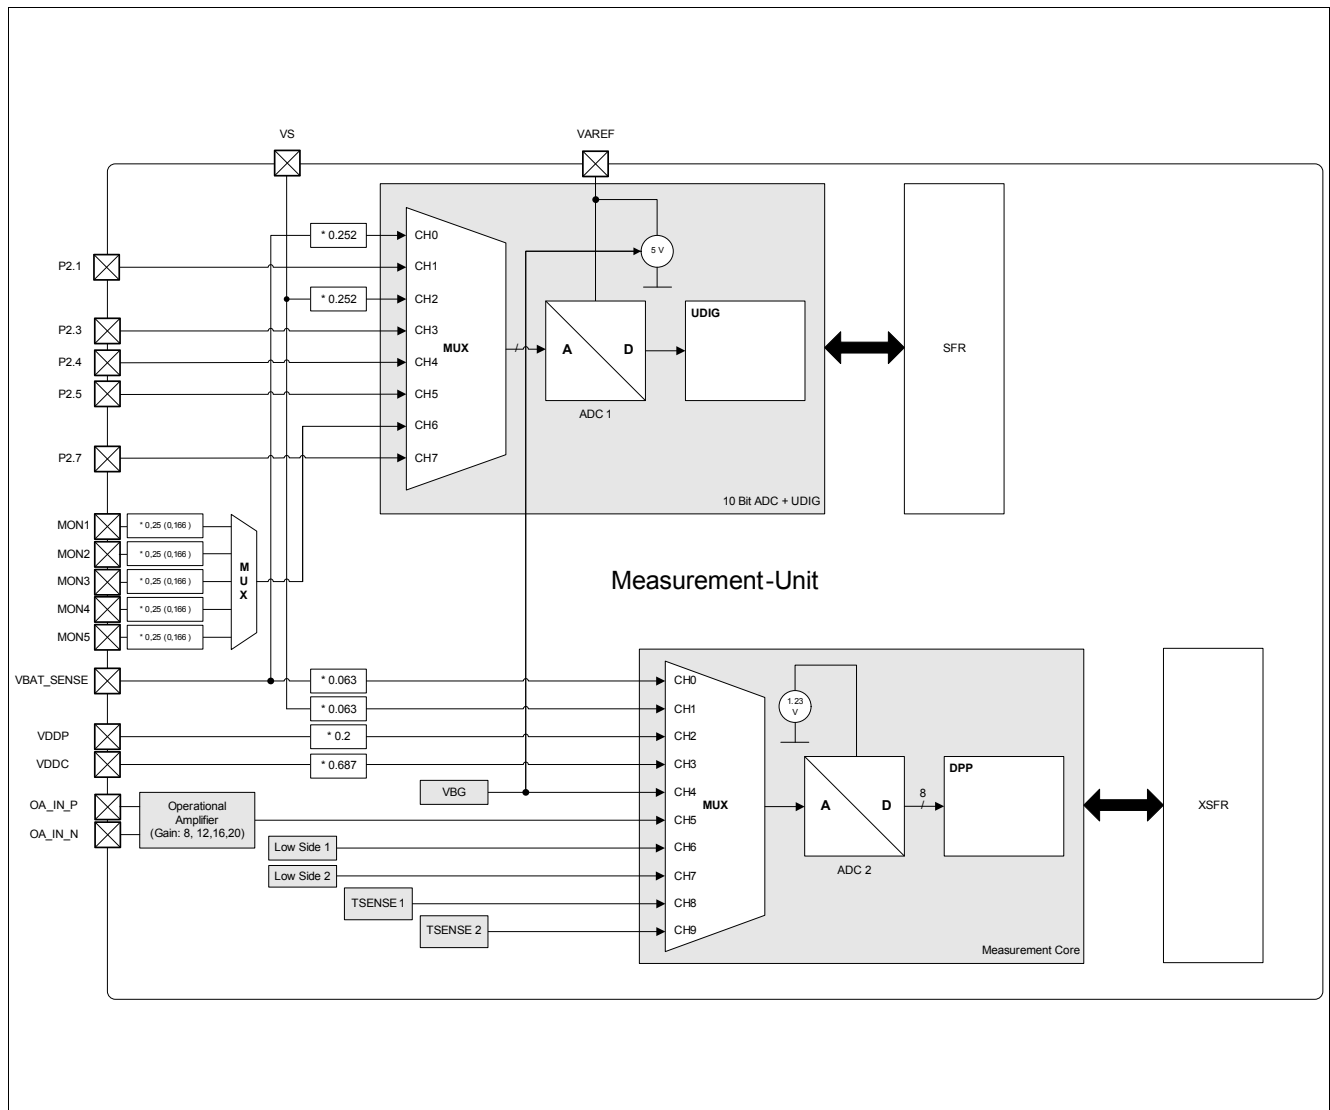 VS
VAREF
* 0.252
CH0
5 V
P2.1
CH1
* 0.252
CH2
UDIG
P2.3
CH3
MUX
A
D
SFR
P2.4
CH4
P2.5
CH5
ADC 1
CH6
P2.7
CH7
10 Bit ADC + UDIG
MON1
* 0,25 (0,166 )
MON2
* 0,25 (0,166 )
MON3
* 0,25 (0,166 )
MON4
* 0,25 (0,166 )
MON5
* 0,25 (0,166 )
M
U
X
Measurement-Unit
VBAT_SENSE
* 0.063
CH0
* 0.063
CH1
1.23
V
VDDP
* 0.2
CH2
VDDC
* 0.687
CH3
DPP
VBG
CH4
MUX
A
D
8
XSFR
OA_IN_P
OA_IN_N
Operational
Amplifier
(Gain: 8, 12,16,20)
CH5
Low Side 1
CH6
Low Side 2
CH7
ADC 2
TSENSE 1
CH8
TSENSE 2
CH9
Measurement Core